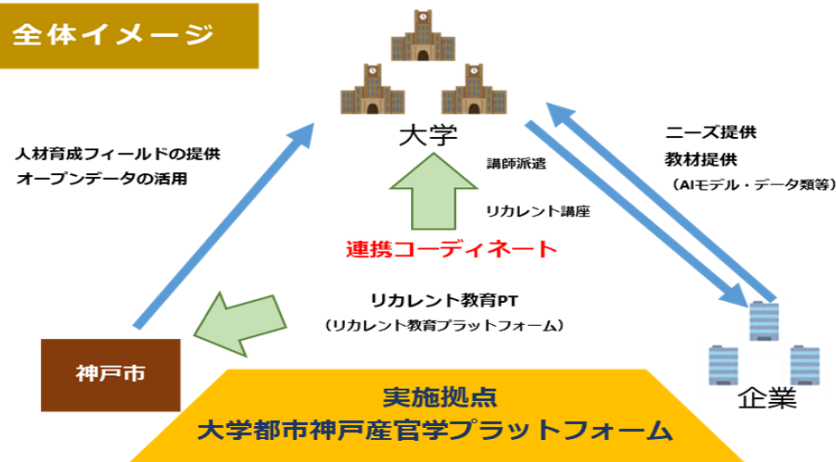 全体イメージ
大学
人材育成フィールドの提供
オープンデータの活用
講師派遣
リカレント講座
ニーズ提供
教材提供
（AIモデル・データ類等）
連携コーディネート
リカレント教育PT
（リカレント教育プラットフォーム）
神戸市
企業
実施拠点
大学都市神戸産官学プラットフォーム